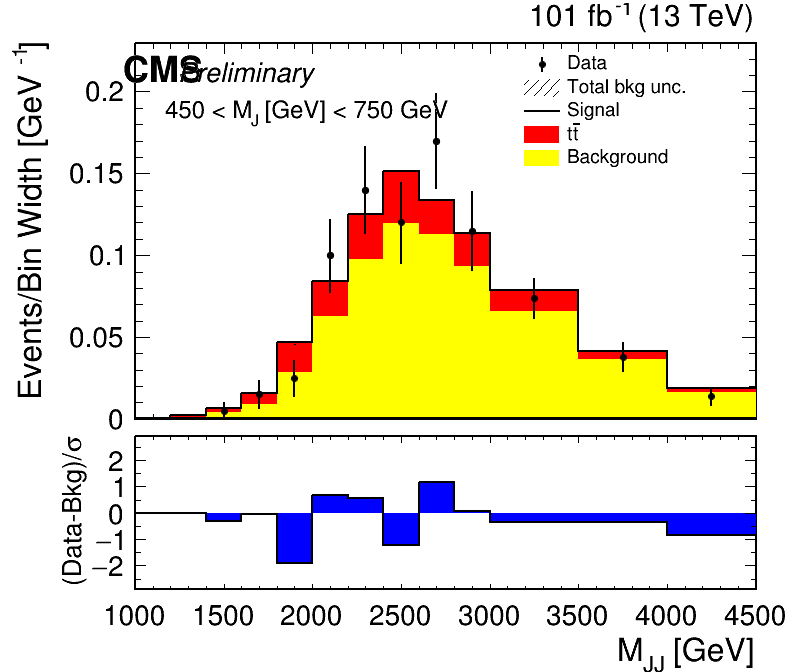 101 fb⁻¹ (13 TeV)
CMS Preliminary
450 < M_J [GeV] < 750 GeV
Data
Total bkg unc.
Signal
tt̄
Background
Events/Bin Width [GeV⁻¹]
0.2
0.15
0.1
0.05
0
(Data-Bkg)/σ
2
1
0
−1
−2
1000 1500 2000 2500 3000 3500 4000 4500
M_JJ [GeV]